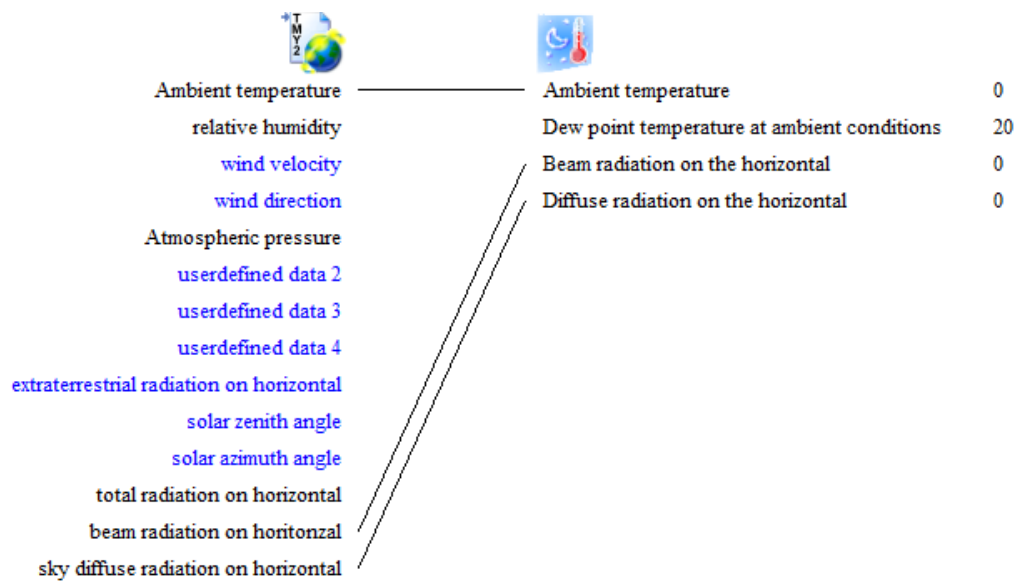 TMY2
Ambient temperature Ambient temperature 0
relative humidity Dew point temperature at ambient conditions 20
wind velocity Beam radiation on the horizontal 0
wind direction Diffuse radiation on the horizontal 0
Atmospheric pressure
userdefined data 2
userdefined data 3
userdefined data 4
extraterrestrial radiation on horizontal
solar zenith angle
solar azimuth angle
total radiation on horizontal
beam radiation on horitonzal
sky diffuse radiation on horizontal